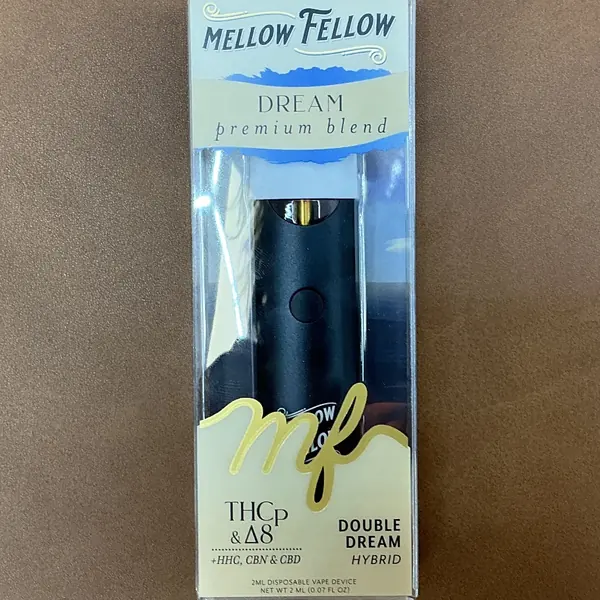 MELLOW FELLOW
DREAM
premium blend
mf
THCP
& Δ8
+HHC, CBN & CBD
DOUBLE
DREAM
HYBRID
2ML DISPOSABLE VAPE DEVICE
NET WT 2 ML (0.07 FL OZ)